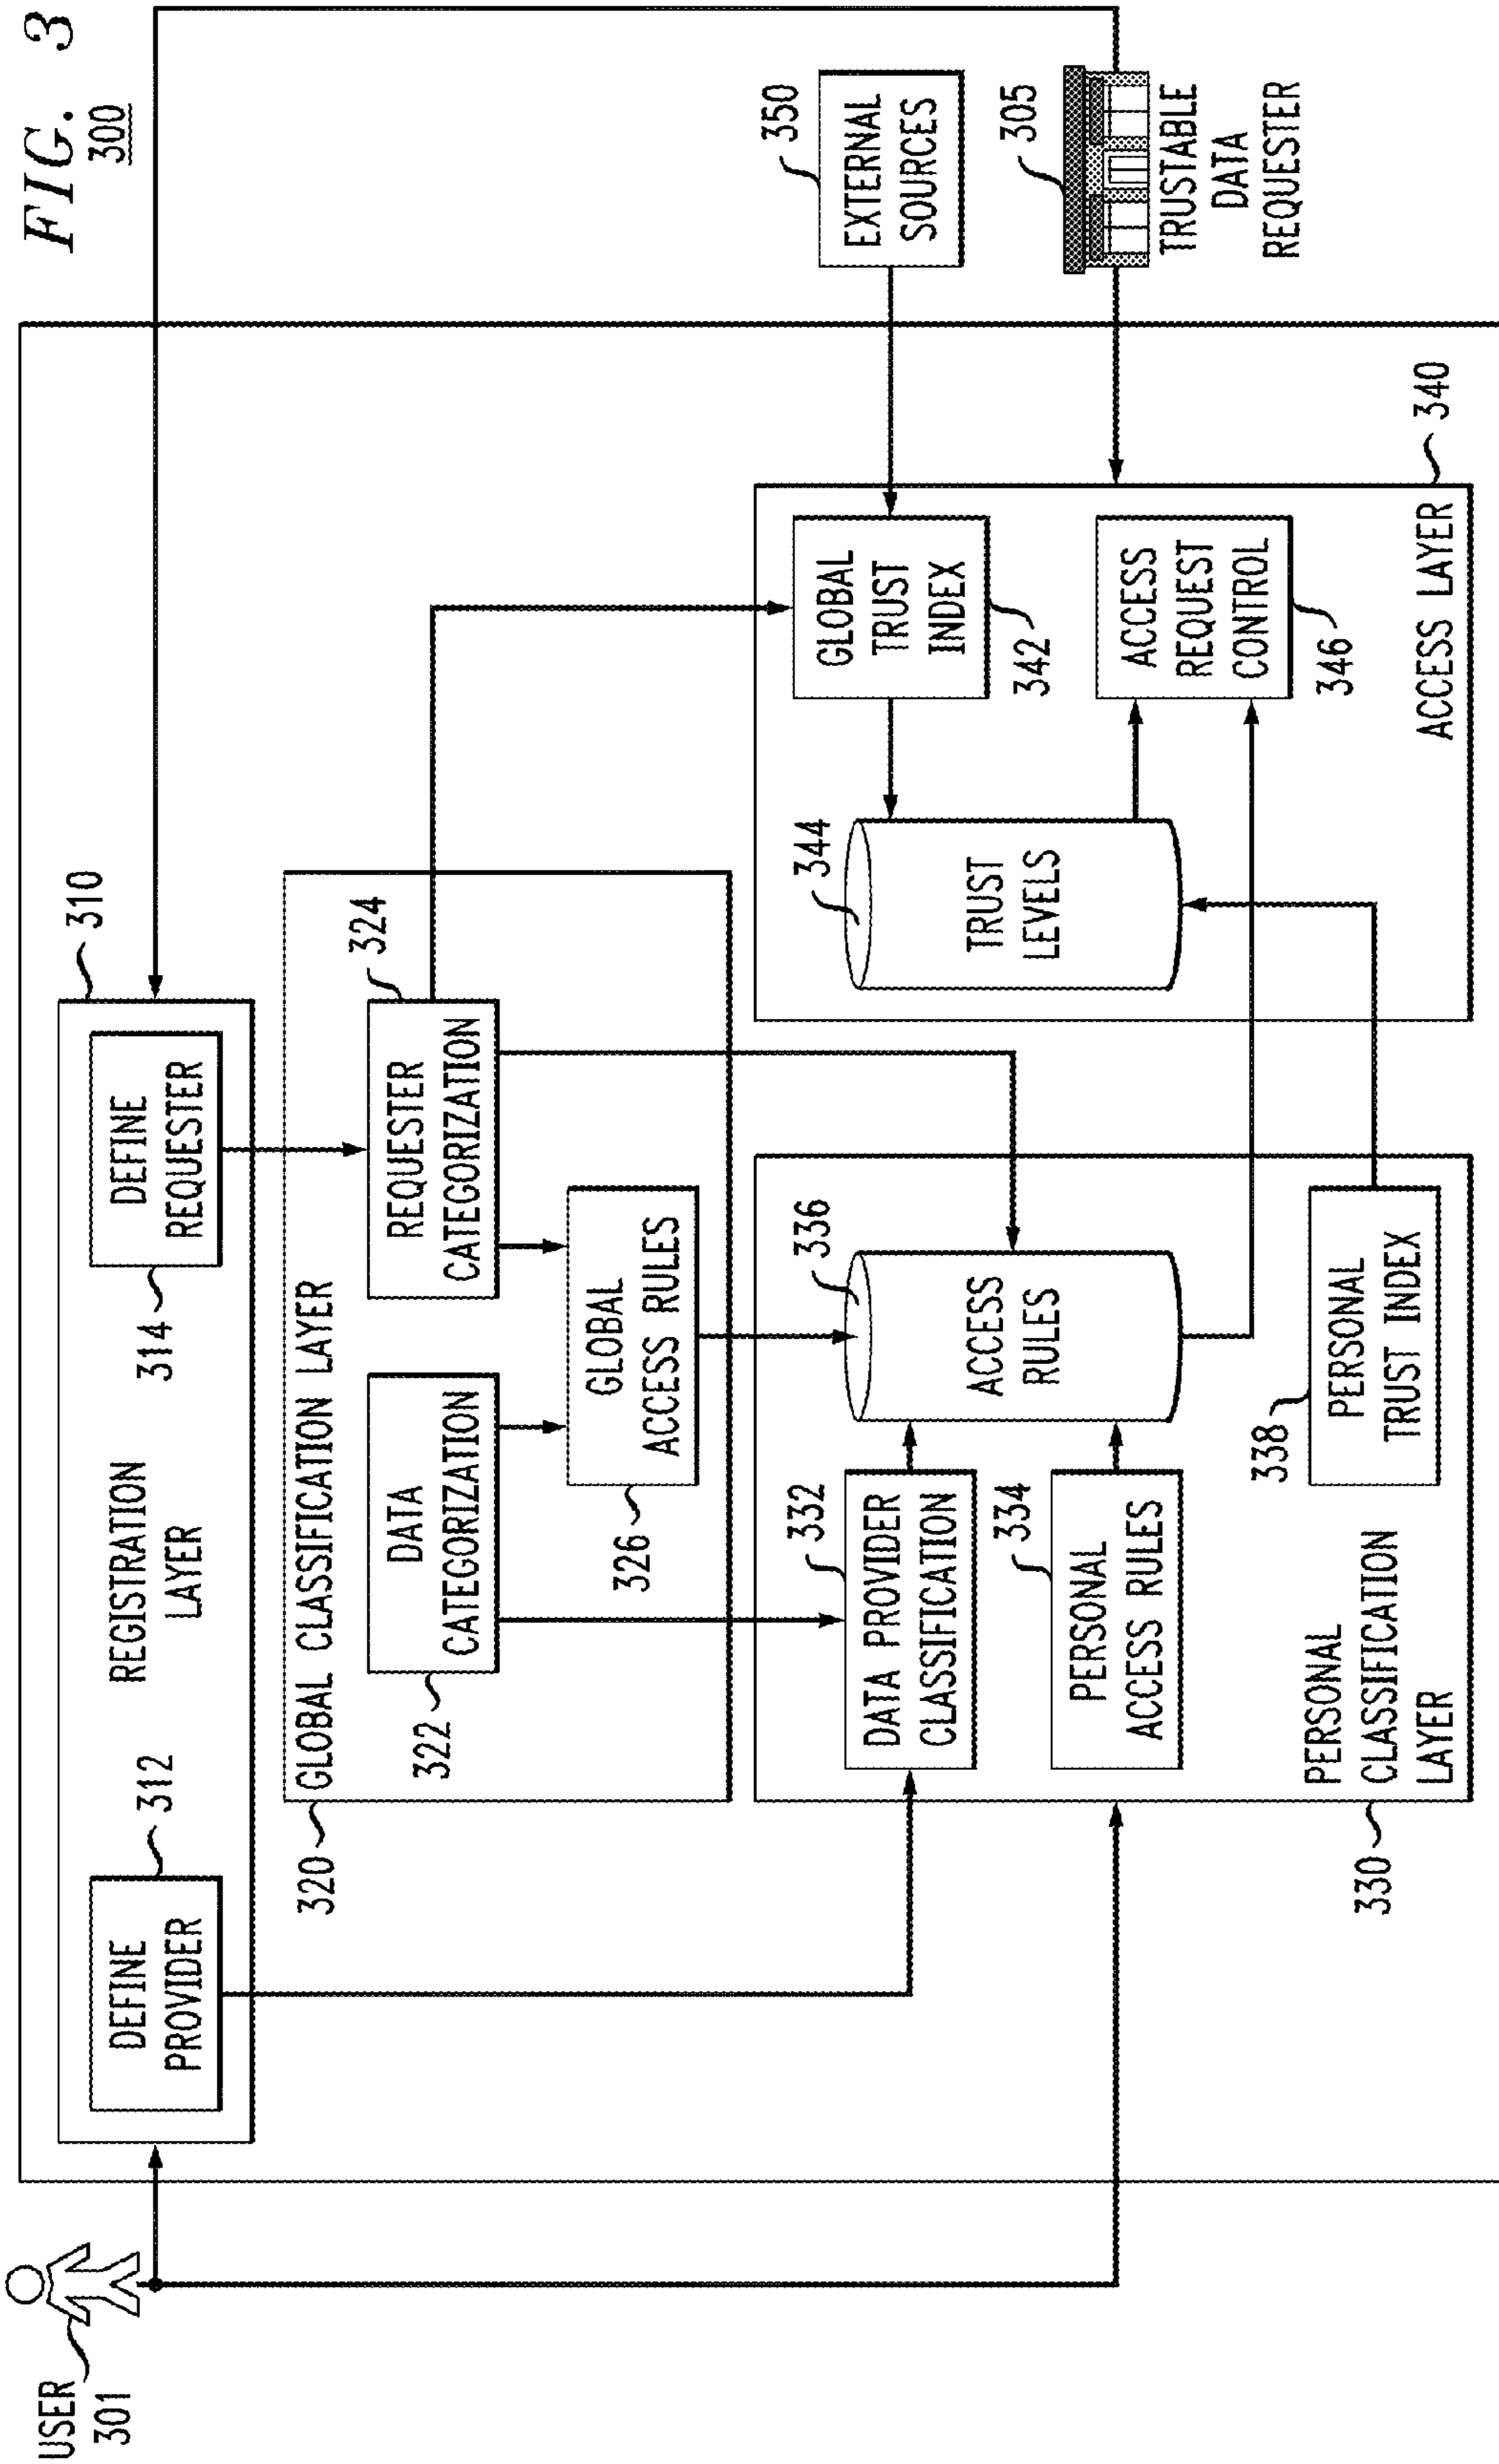 FIG. 3
300
USER
301
310
REGISTRATION
LAYER
DEFINE
PROVIDER
312
DEFINE
REQUESTER
314
320
GLOBAL CLASSIFICATION LAYER
DATA
CATEGORIZATION
322
REQUESTER
CATEGORIZATION
324
GLOBAL
ACCESS RULES
326
DATA PROVIDER
CLASSIFICATION
332
PERSONAL
ACCESS RULES
334
ACCESS
RULES
336
PERSONAL
TRUST INDEX
338
PERSONAL
CLASSIFICATION
LAYER
330
TRUST
LEVELS
344
GLOBAL
TRUST
INDEX
342
ACCESS
REQUEST
CONTROL
346
ACCESS LAYER
340
EXTERNAL
SOURCES
350
305
TRUSTABLE
DATA
REQUESTER